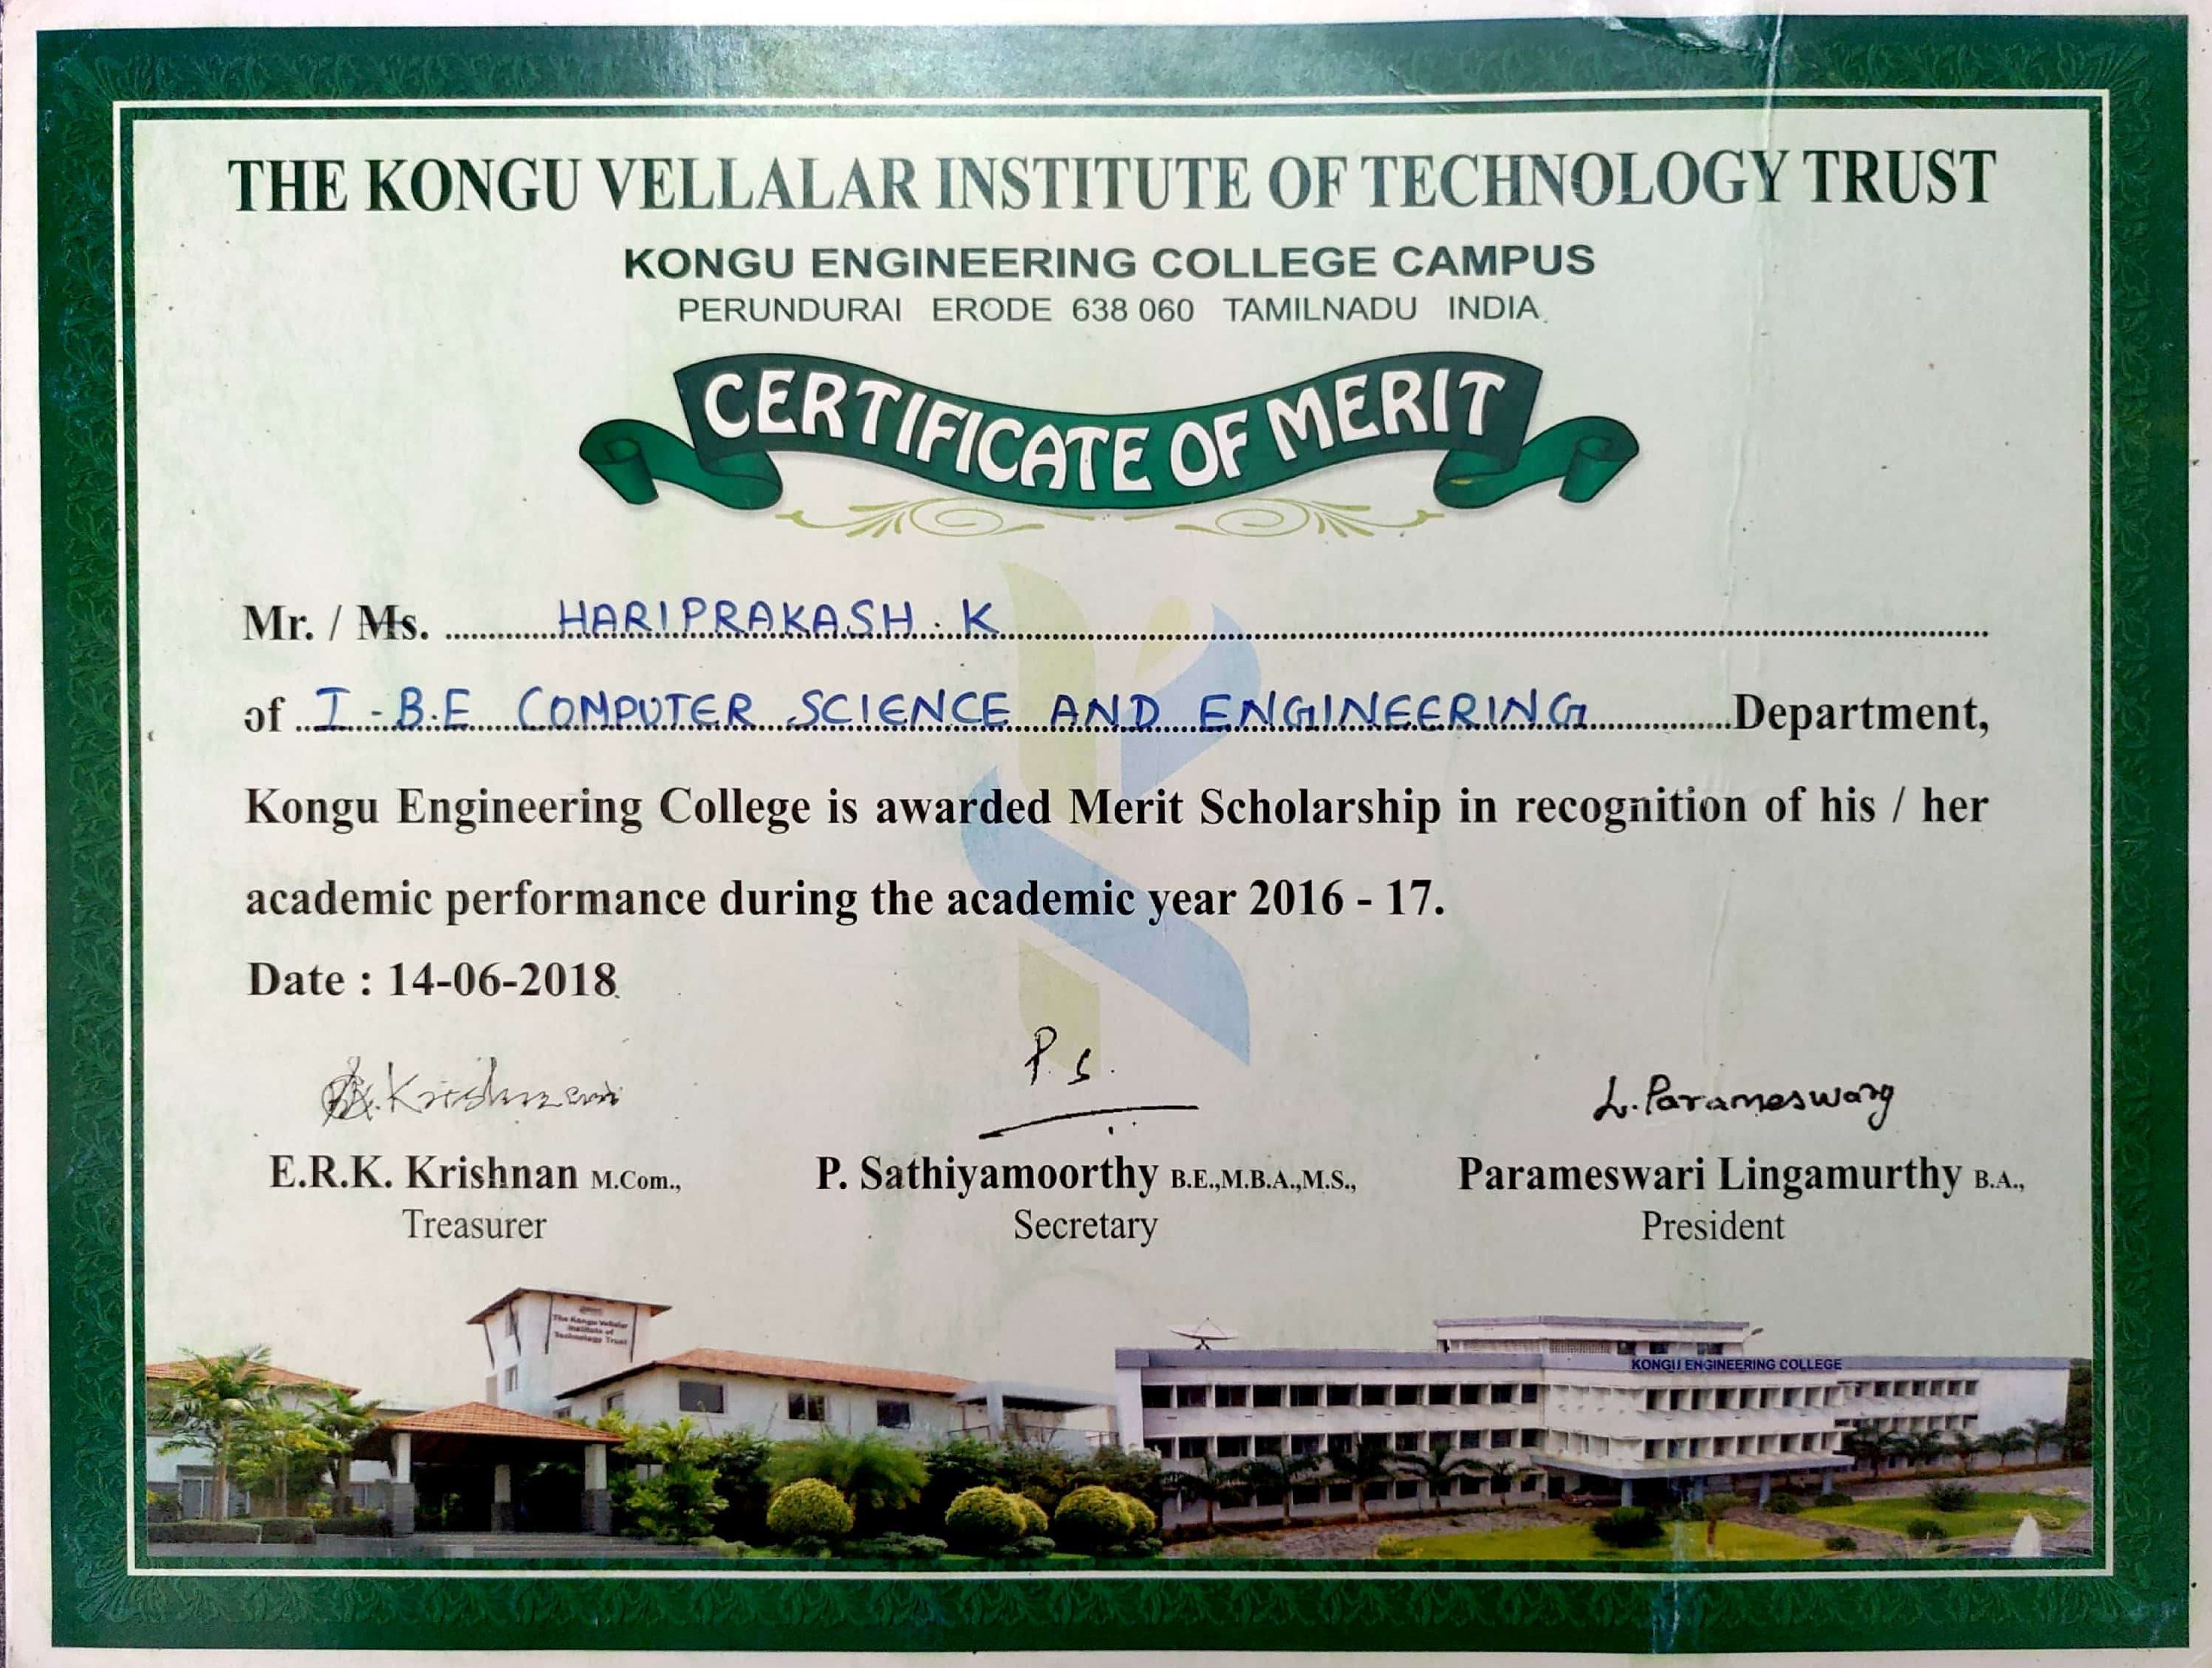 THE KONGU VELLALAR INSTITUTE OF TECHNOLOGY TRUST
KONGU ENGINEERING COLLEGE CAMPUS
PERUNDURAI ERODE 638 060 TAMILNADU INDIA
CERTIFICATE OF MERIT
Mr. / Ms. HARIPRAKASH. K
of I - B.E COMPUTER SCIENCE AND ENGINEERING Department,
Kongu Engineering College is awarded Merit Scholarship in recognition of his / her
academic performance during the academic year 2016 - 17.
Date : 14-06-2018
Krishnan
P. S.
L. Parameswary
E.R.K. Krishnan M.Com.,
Treasurer
P. Sathiyamoorthy B.E.,M.B.A.,M.S.,
Secretary
Parameswari Lingamurthy B.A.,
President
The Kongu Vellalar
Institute of
Technology Trust
KONGU ENGINEERING COLLEGE